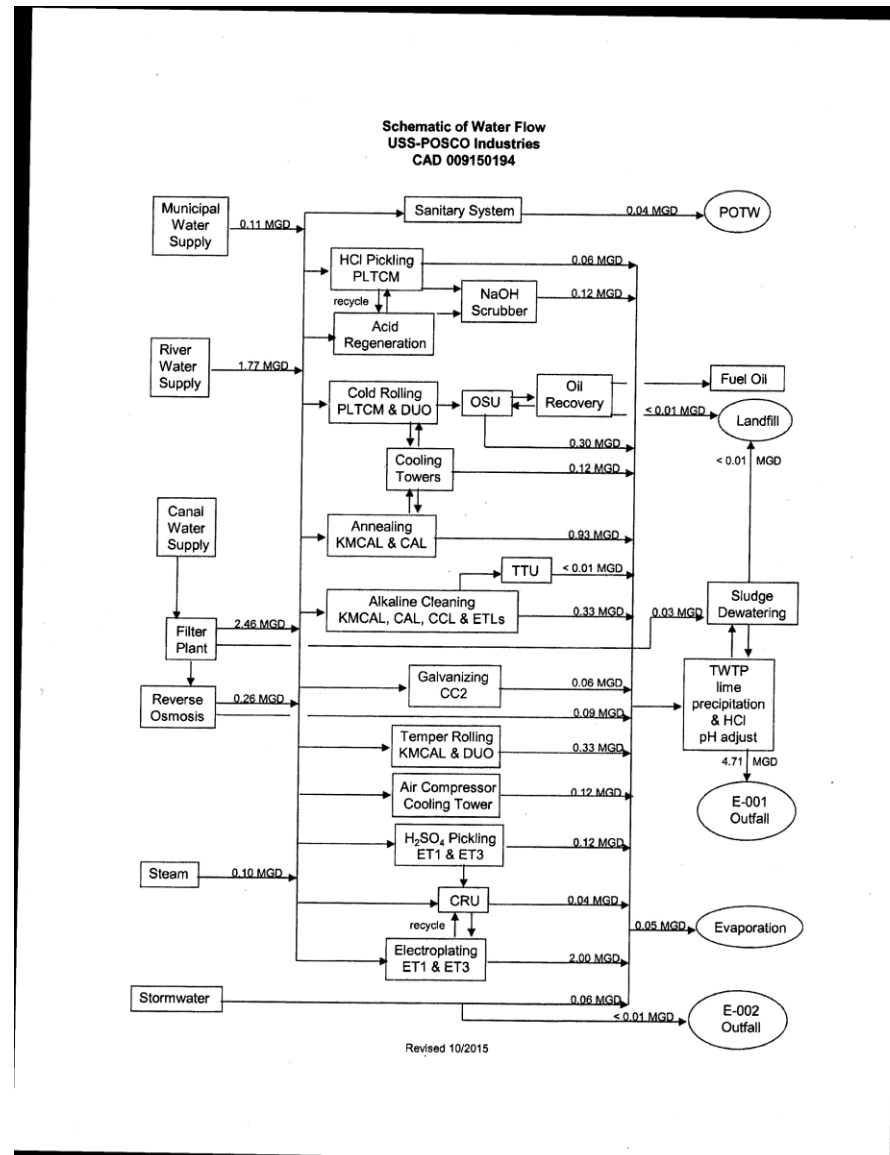 Schematic of Water Flow
USS-POSCO Industries
CAD 009150194
Municipal
Water
Supply
0.11 MGD
Sanitary System
0.04 MGD
POTW
HCl Pickling
PLTCM
0.06 MGD
recycle
NaOH
Scrubber
0.12 MGD
Acid
Regeneration
River
Water
Supply
1.77 MGD
Cold Rolling
PLTCM & DUO
OSU
Oil
Recovery
Fuel Oil
< 0.01 MGD
Landfill
0.30 MGD
Cooling
Towers
0.12 MGD
< 0.01 MGD
Canal
Water
Supply
Annealing
KMCAL & CAL
0.93 MGD
TTU
< 0.01 MGD
Alkaline Cleaning
KMCAL, CAL, CCL & ETLs
0.33 MGD
0.03 MGD
Sludge
Dewatering
Filter
Plant
2.46 MGD
Reverse
Osmosis
0.26 MGD
Galvanizing
CC2
0.06 MGD
0.09 MGD
TWTP
lime
precipitation
& HCl
pH adjust
Temper Rolling
KMCAL & DUO
0.33 MGD
4.71 MGD
Air Compressor
Cooling Tower
0.12 MGD
E-001
Outfall
H₂SO₄ Pickling
ET1 & ET3
0.12 MGD
Steam
0.10 MGD
CRU
0.04 MGD
recycle
0.05 MGD
Evaporation
Electroplating
ET1 & ET3
2.00 MGD
Stormwater
0.06 MGD
< 0.01 MGD
E-002
Outfall
Revised 10/2015